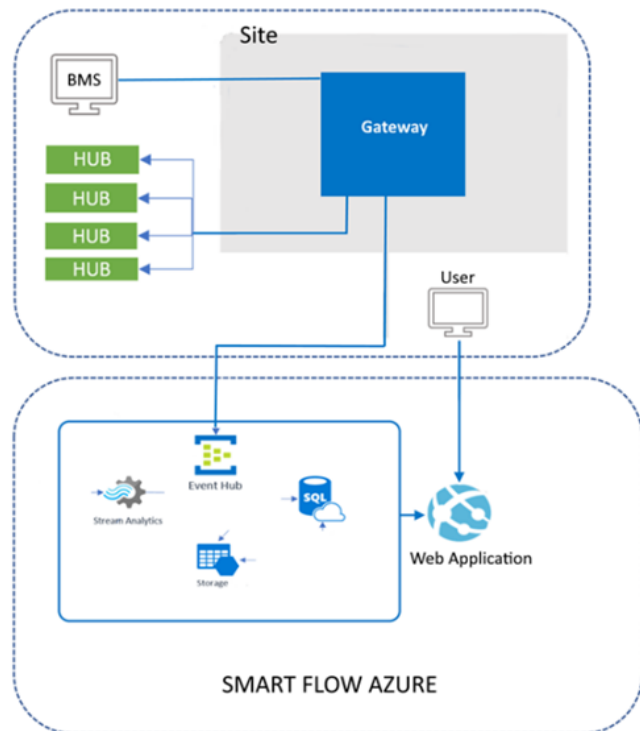 Site
BMS
Gateway
HUB
HUB
HUB
HUB
User
Event Hub
SQL
Stream Analytics
Storage
Web Application
SMART FLOW AZURE